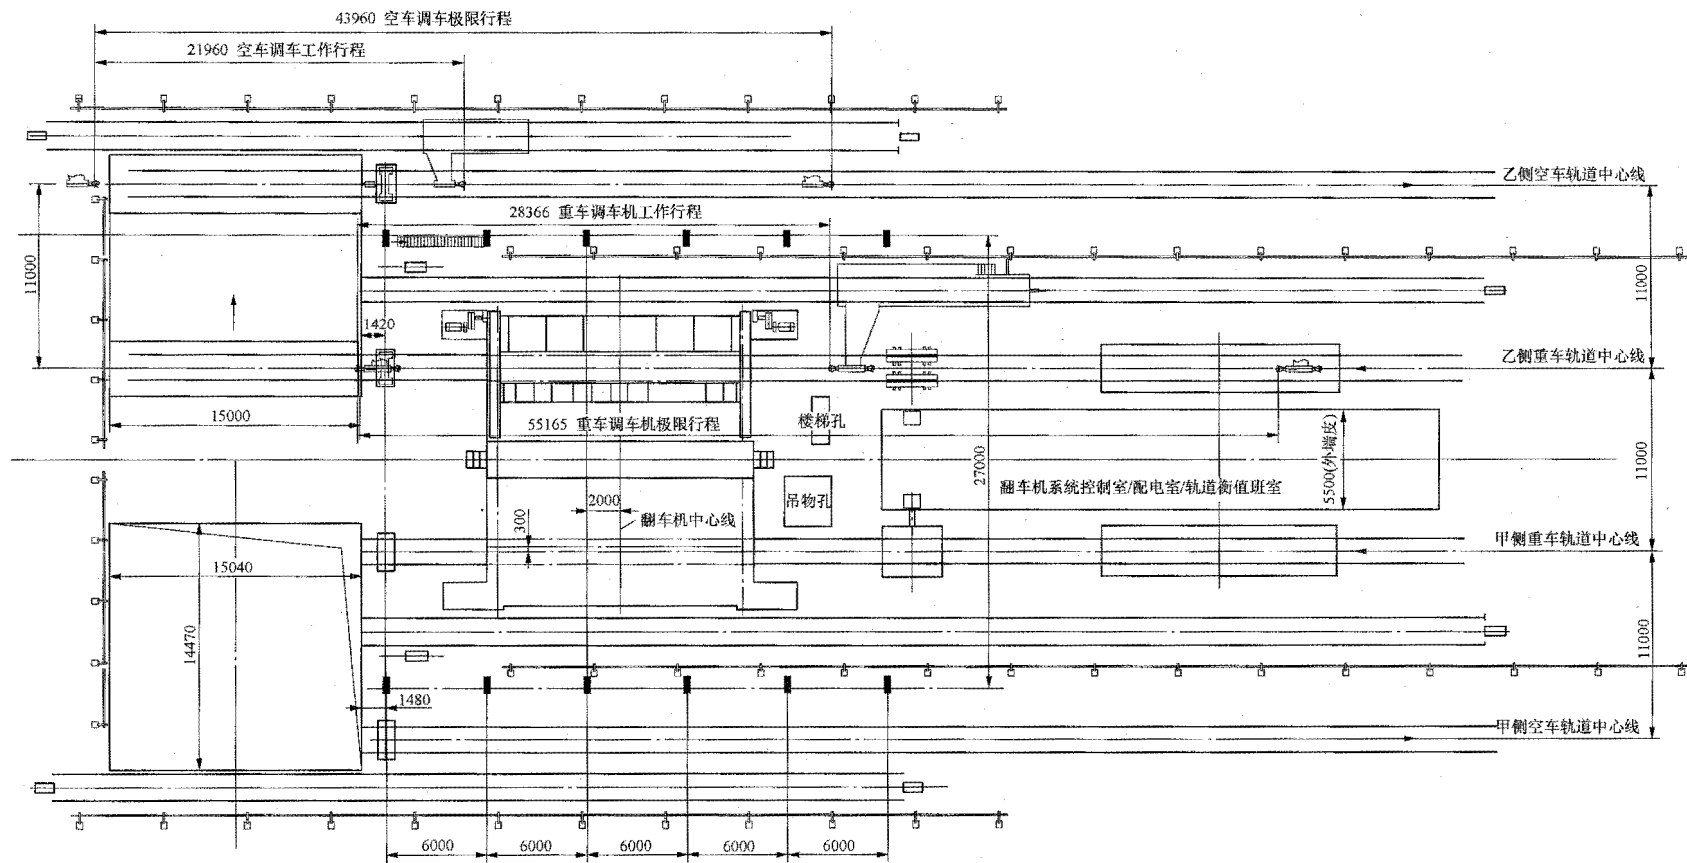 43960 空车调车极限行程
21960 空车调车工作行程
乙侧空车轨道中心线
28366 重车调车机工作行程
11000
11000
1420
乙侧重车轨道中心线
15000
55165 重车调车机极限行程
楼梯孔
27000
5500(外墙皮)
11000
翻车机系统控制室/配电室/轨道衡值班室
吊物孔
2000
300
翻车机中心线
甲侧重车轨道中心线
15040
14470
11000
1480
甲侧空车轨道中心线
6000
6000
6000
6000
6000